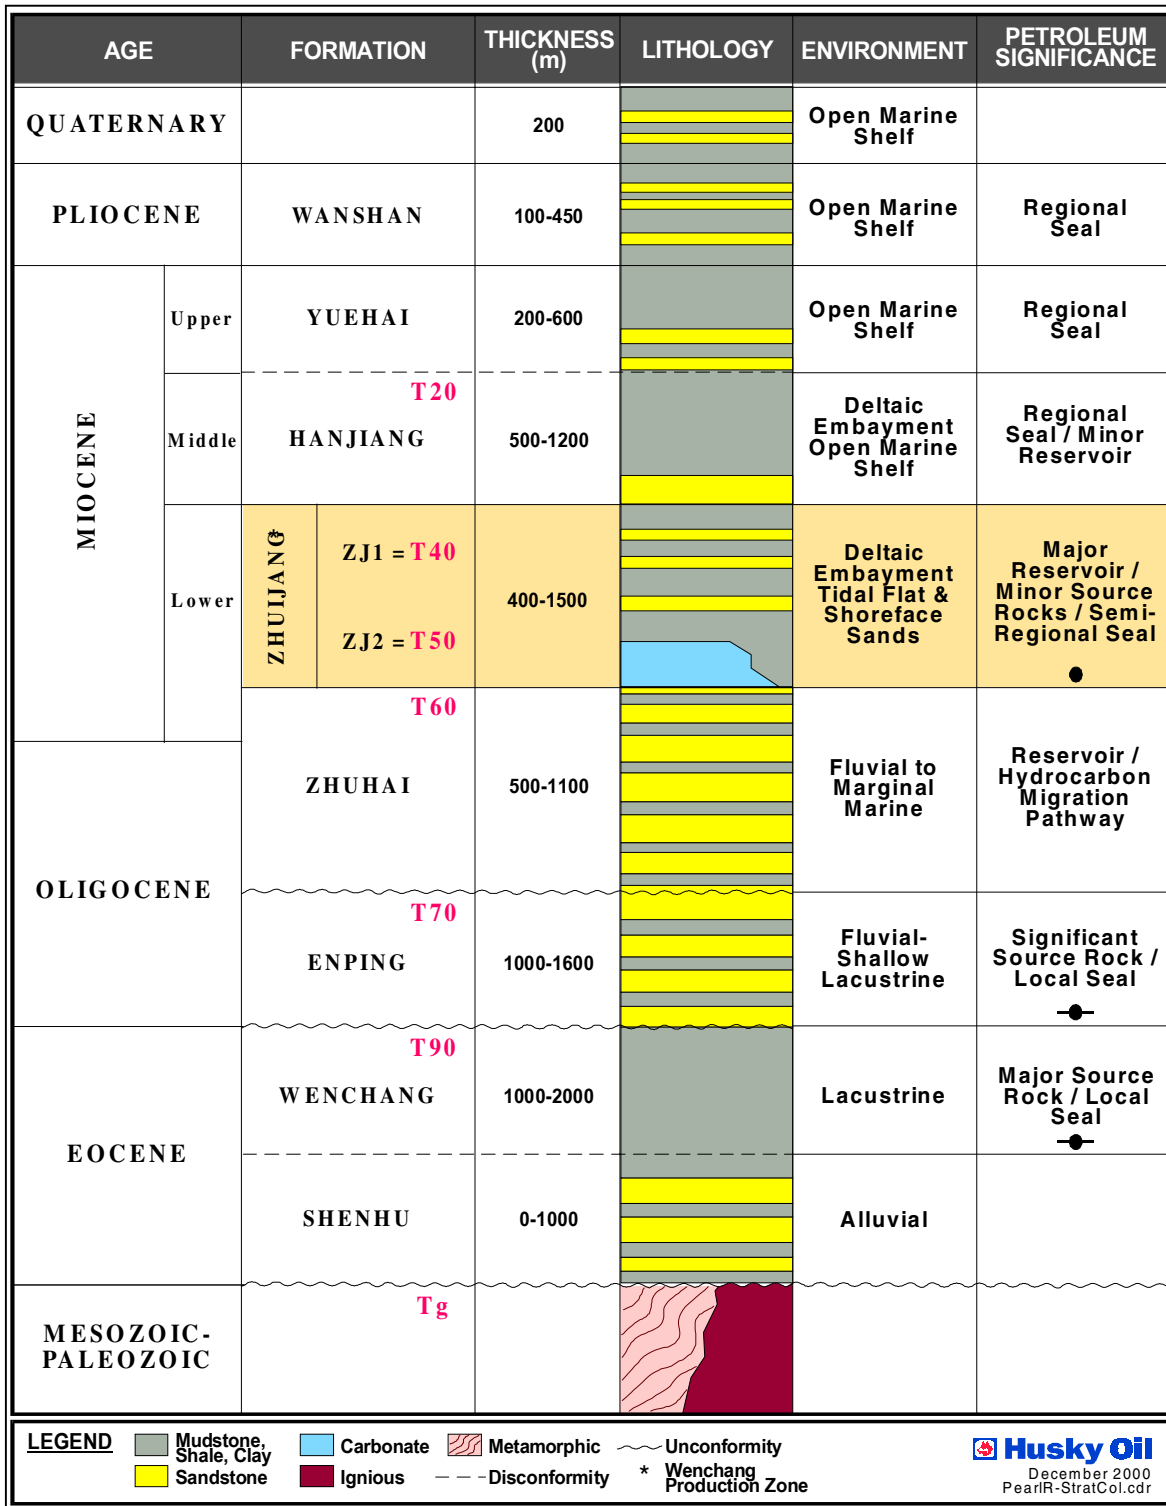 AGE
FORMATION
THICKNESS
(m)
LITHOLOGY
ENVIRONMENT
PETROLEUM
SIGNIFICANCE
QUATERNARY
200
Open Marine
Shelf
PLIOCENE
WANSHAN
100-450
Open Marine
Shelf
Regional
Seal
MIOCENE
Upper
YUEHAI
200-600
Open Marine
Shelf
Regional
Seal
Middle
T20
HANJIANG
500-1200
Deltaic
Embayment
Open Marine
Shelf
Regional
Seal / Minor
Reservoir
Lower
ZHUIJANG*
ZJ1 = T40
ZJ2 = T50
400-1500
Deltaic
Embayment
Tidal Flat &
Shoreface
Sands
Major
Reservoir /
Minor Source
Rocks / Semi-
Regional Seal
T60
ZHUHAI
500-1100
Fluvial to
Marginal
Marine
Reservoir /
Hydrocarbon
Migration
Pathway
OLIGOCENE
T70
ENPING
1000-1600
Fluvial-
Shallow
Lacustrine
Significant
Source Rock /
Local Seal
EOCENE
T90
WENCHANG
1000-2000
Lacustrine
Major Source
Rock / Local
Seal
SHENHU
0-1000
Alluvial
MESOZOIC-
PALEOZOIC
Tg
LEGEND
Mudstone,
Shale, Clay
Sandstone
Carbonate
Ignious
Metamorphic
Disconformity
Unconformity
* Wenchang
Production Zone
Husky Oil
December 2000
PearlR-StratCol.cdr